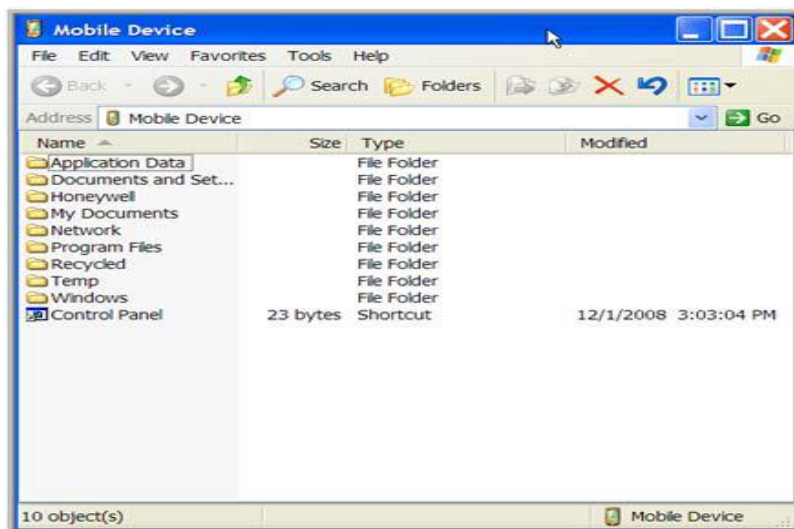 Mobile Device
File Edit View Favorites Tools Help
Back Search Folders
Address Mobile Device Go
Name Size Type Modified
Application Data File Folder
Documents and Set... File Folder
Honeywell File Folder
My Documents File Folder
Network File Folder
Program Files File Folder
Recycled File Folder
Temp File Folder
Windows File Folder
Control Panel 23 bytes Shortcut 12/1/2008 3:03:04 PM
10 object(s) Mobile Device